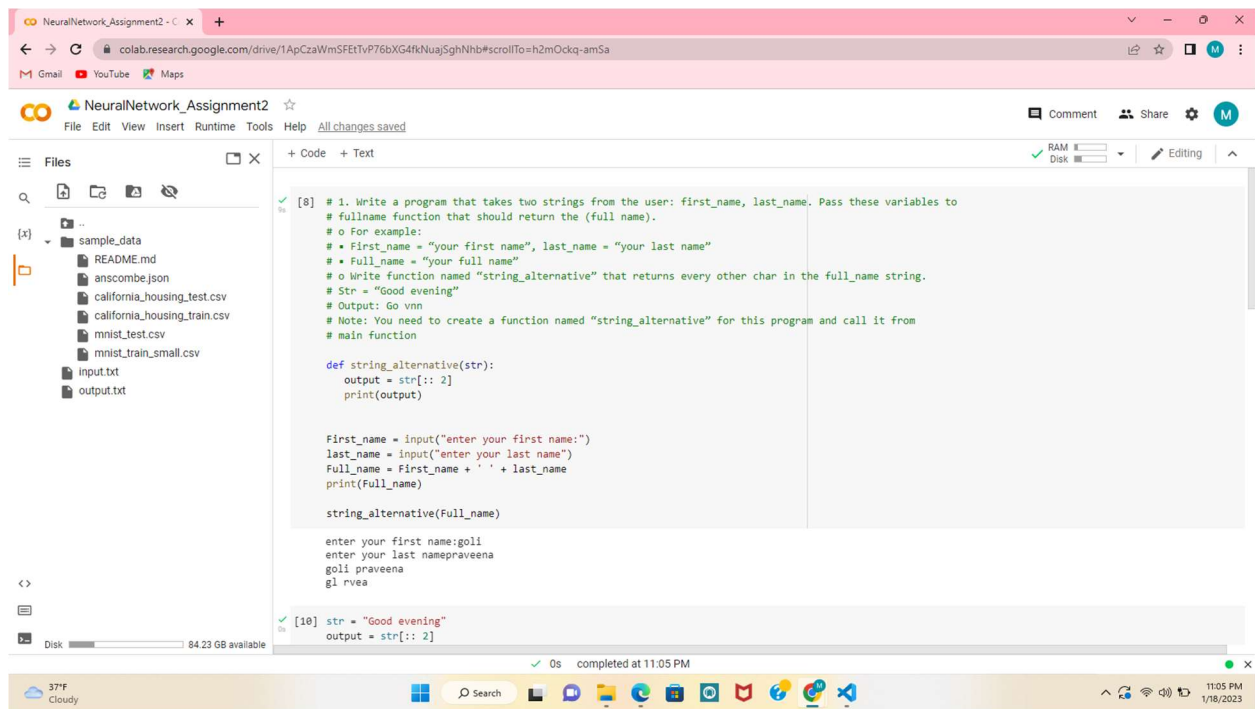 NeuralNetwork_Assignment2 - C
colab.research.google.com/drive/1ApCzaWmSFEtTvP76bXG4fkNuajSghNhb#scrollTo=h2mOckq-amSa
M
Gmail YouTube Maps
CO NeuralNetwork_Assignment2
File Edit View Insert Runtime Tools Help All changes saved
Comment Share M
Files
+ Code + Text
RAM
Disk
Editing
{x}
..
sample_data
README.md
anscombe.json
california_housing_test.csv
california_housing_train.csv
mnist_test.csv
mnist_train_small.csv
input.txt
output.txt
Disk 84.23 GB available
0s
[8] # 1. Write a program that takes two strings from the user: first_name, last_name. Pass these variables to
# fullname function that should return the (full name).
# o For example:
# ▪ First_name = “your first name”, last_name = “your last name”
# ▪ Full_name = “your full name”
# o Write function named “string_alternative” that returns every other char in the full_name string.
# Str = “Good evening”
# Output: Go vnn
# Note: You need to create a function named “string_alternative” for this program and call it from
# main function
def string_alternative(str):
output = str[:: 2]
print(output)
First_name = input("enter your first name:")
last_name = input("enter your last name")
Full_name = First_name + ' ' + last_name
print(Full_name)
string_alternative(Full_name)
enter your first name:goli
enter your last namepraveena
goli praveena
gl rvea
0s
[10] str = "Good evening"
output = str[:: 2]
0s completed at 11:05 PM
37°F
Cloudy
Search
11:05 PM
1/18/2023